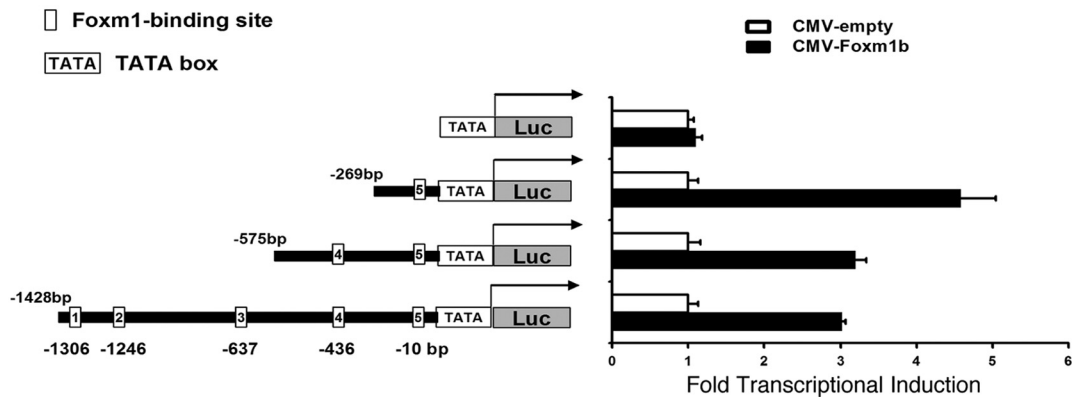 Foxm1-binding site
TATA TATA box
CMV-empty
CMV-Foxm1b
TATA Luc
-269bp
5 TATA Luc
-575bp
4 5 TATA Luc
-1428bp
1 2 3 4 5 TATA Luc
-1306 -1246 -637 -436 -10 bp
0 1 2 3 4 5 6
Fold Transcriptional Induction